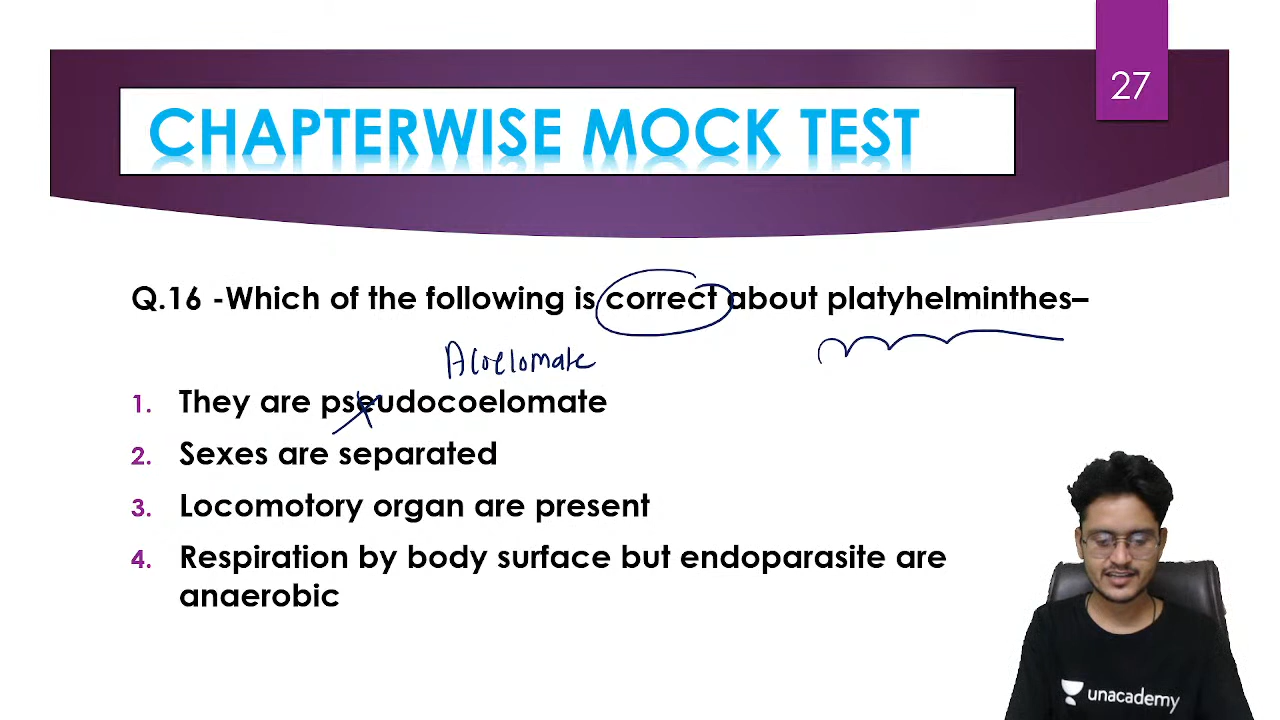 27
CHAPTERWISE MOCK TEST
Q.16 -Which of the following is correct about platyhelminthes–
Acoelomate
1. They are pseudocoelomate
2. Sexes are separated
3. Locomotory organ are present
4. Respiration by body surface but endoparasite are
anaerobic
unacademy